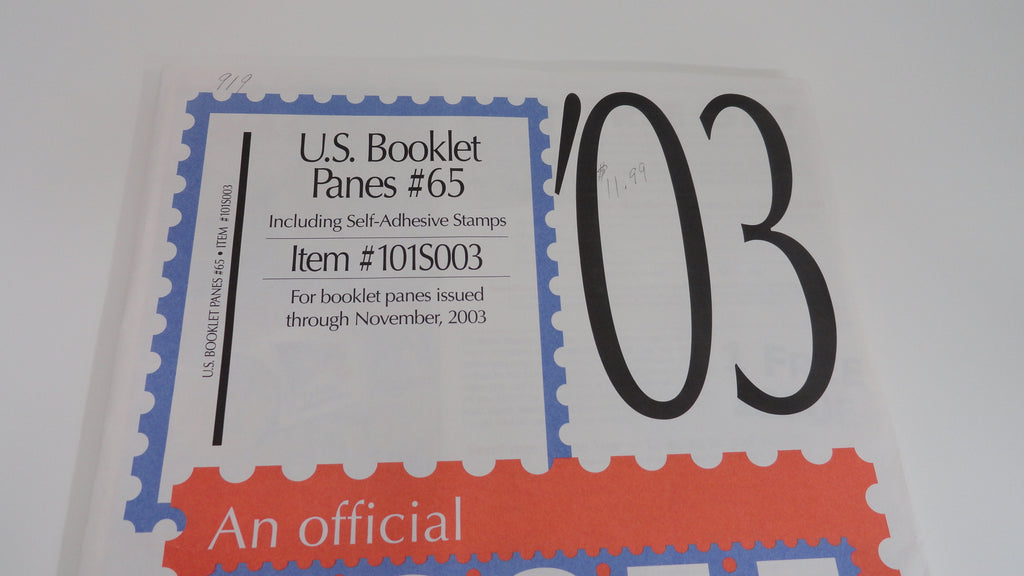 919
U.S. Booklet
Panes #65
Including Self-Adhesive Stamps
Item #101S003
For booklet panes issued
through November, 2003
U.S. BOOKLET PANES #65 • ITEM #101S003
'03
$11.99
An official